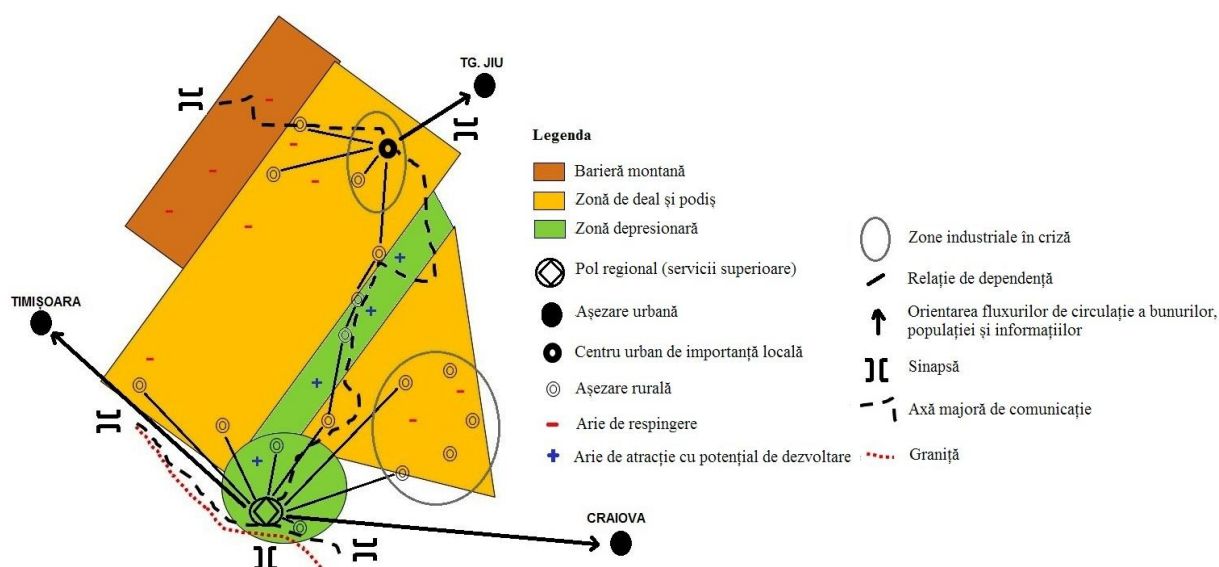 TG. JIU
TIMIȘOARA
CRAIOVA
Legenda
Barieră montană
Zonă de deal și podiș
Zonă depresionară
Pol regional (servicii superioare)
Așezare urbană
Centru urban de importanță locală
Așezare rurală
Arie de respingere
Arie de atracție cu potențial de dezvoltare
Zone industriale în criză
Relație de dependență
Orientarea fluxurilor de circulație a bunurilor,
populației și informațiilor
Sinapsă
Axă majoră de comunicație
Graniță